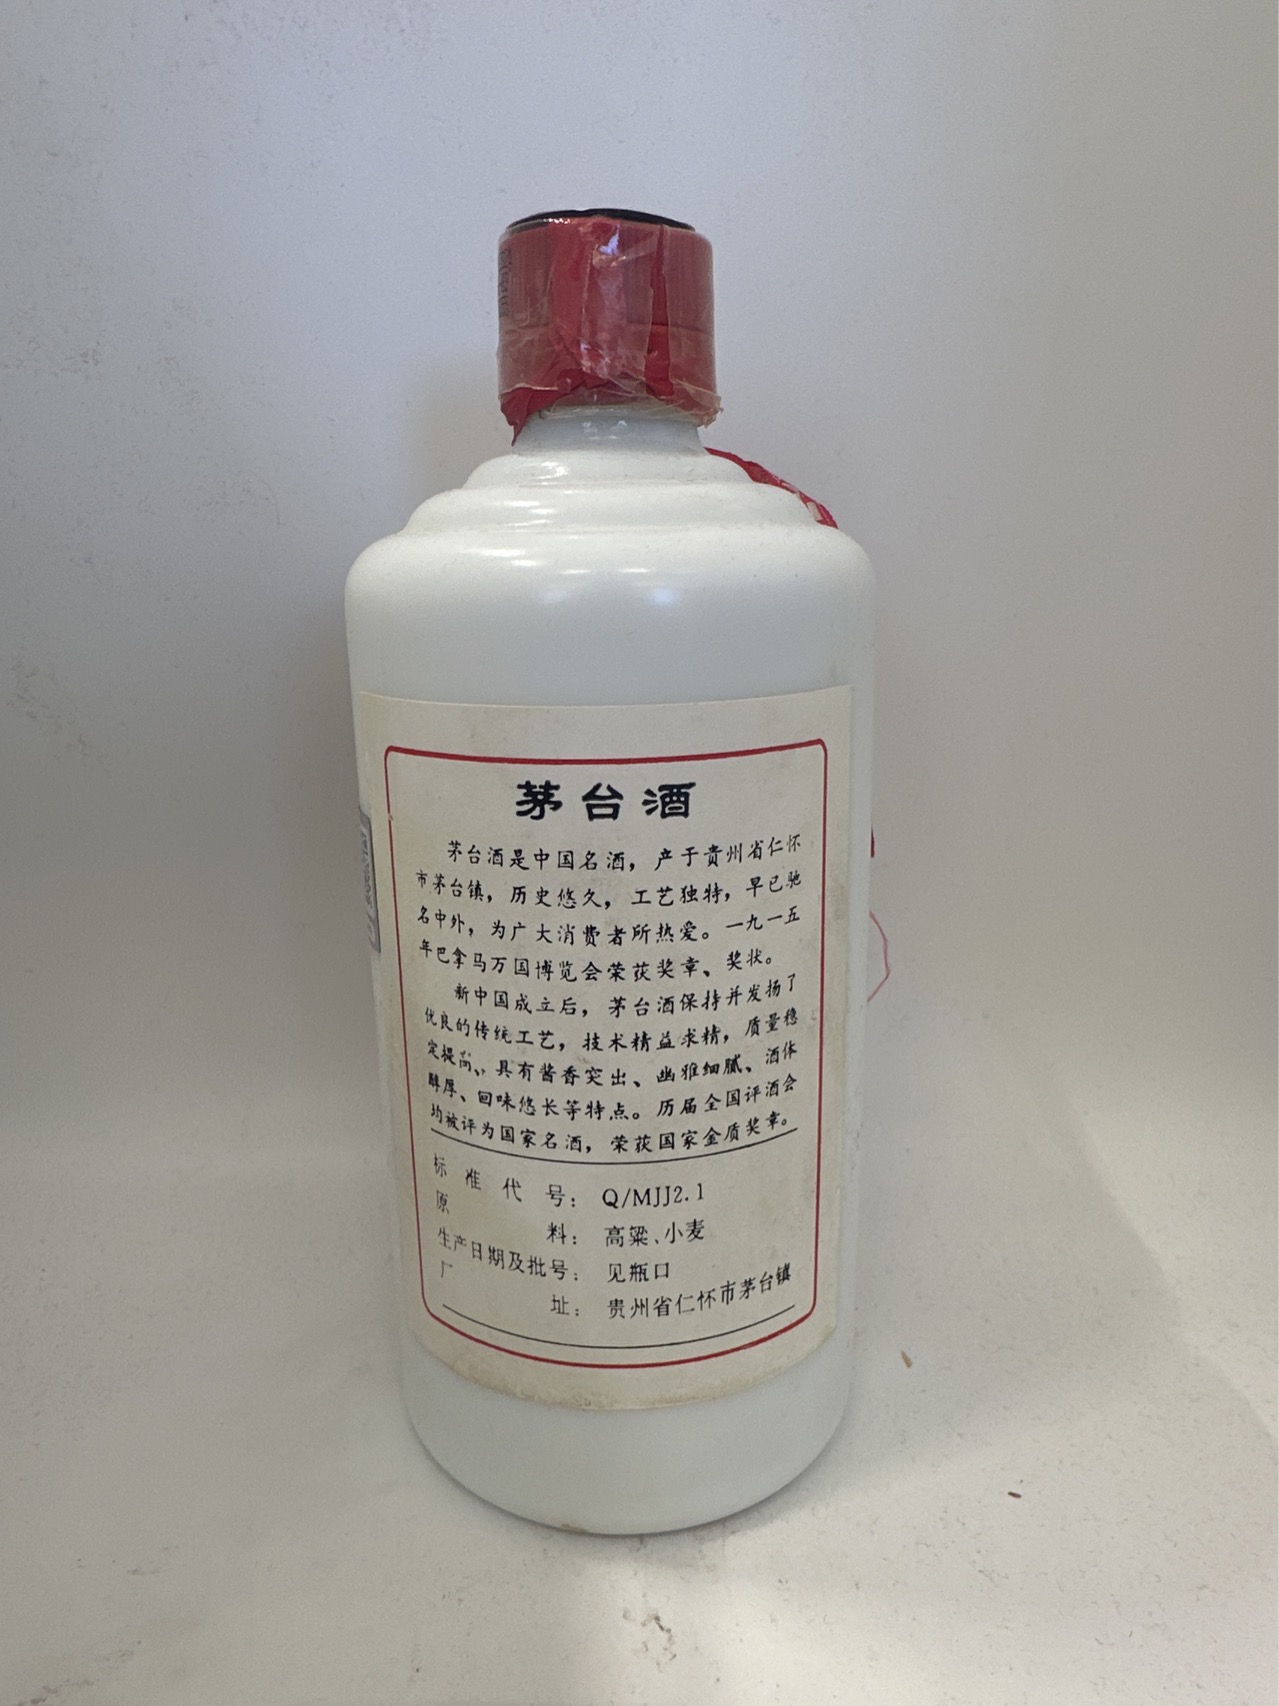 茅台酒
茅台酒是中国名酒，产于贵州省仁怀
市茅台镇，历史悠久，工艺独特，早已驰
名中外，为广大消费者所热爱。一九一五
年巴拿马万国博览会荣获奖章、奖状。
新中国成立后，茅台酒保持并发扬了
优良的传统工艺，技术精益求精，质量稳
定提高，具有酱香突出、幽雅细腻、酒体
醇厚、回味悠长等特点。历届全国评酒会
均被评为国家名酒，荣获国家金质奖章。
标准代号：Q/MJJ2.1
原料：高粱、小麦
生产日期及批号：见瓶口
厂址：贵州省仁怀市茅台镇